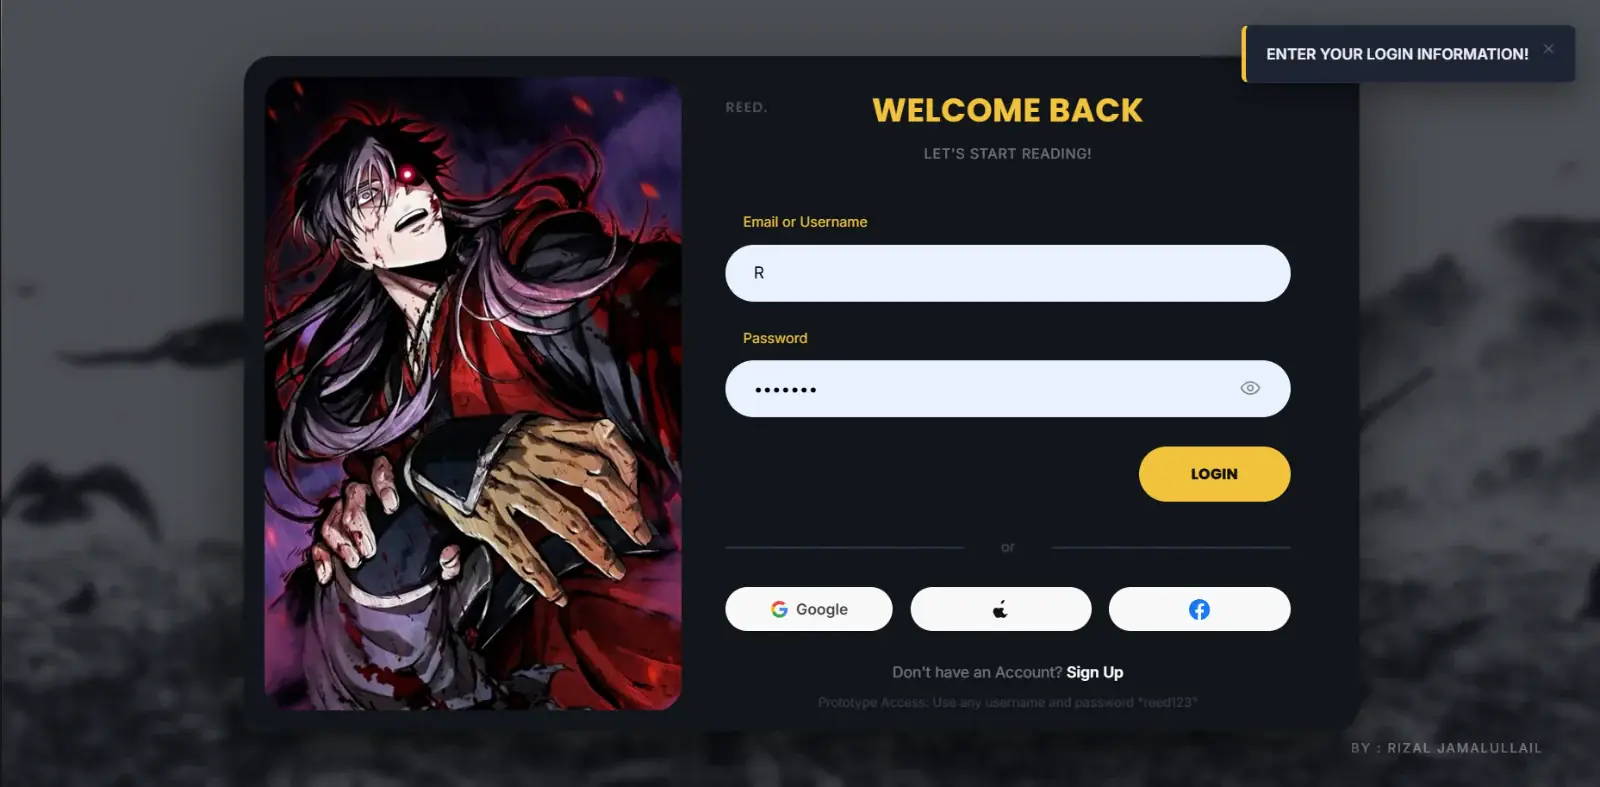 ENTER YOUR LOGIN INFORMATION!
REED.
WELCOME BACK
LET'S START READING!
Email or Username
R
Password
•••••••
LOGIN
or
Google
Don't have an Account? Sign Up
Prototype Access: Use any username and password "reed123"
BY : RIZAL JAMALULLAIL